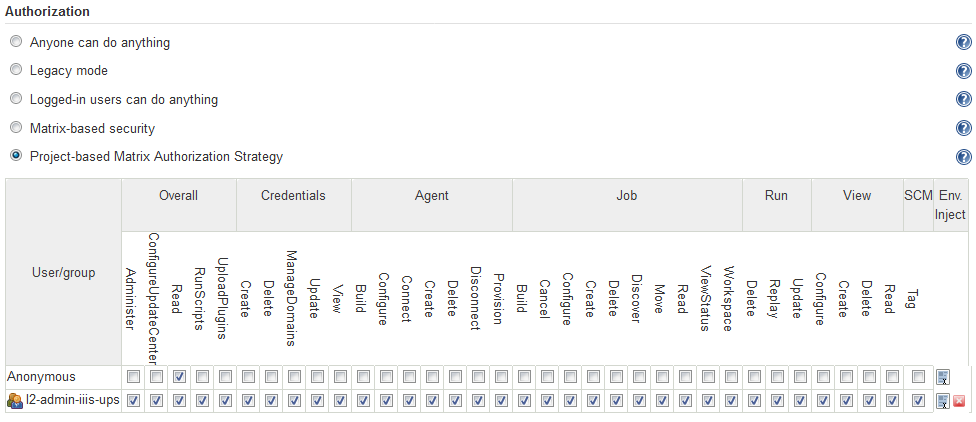 Authorization
Anyone can do anything
Legacy mode
Logged-in users can do anything
Matrix-based security
Project-based Matrix Authorization Strategy
User/group
Overall
Credentials
Agent
Job
Run
View
SCM
Env.
Inject
Administer
ConfigureUpdateCenter
Read
RunScripts
UploadPlugins
Create
Delete
ManageDomains
Update
View
Build
Configure
Connect
Create
Delete
Disconnect
Provision
Build
Cancel
Configure
Create
Delete
Discover
Move
Read
ViewStatus
Workspace
Delete
Replay
Update
Configure
Create
Delete
Read
Tag
Anonymous
l2-admin-iiis-ups